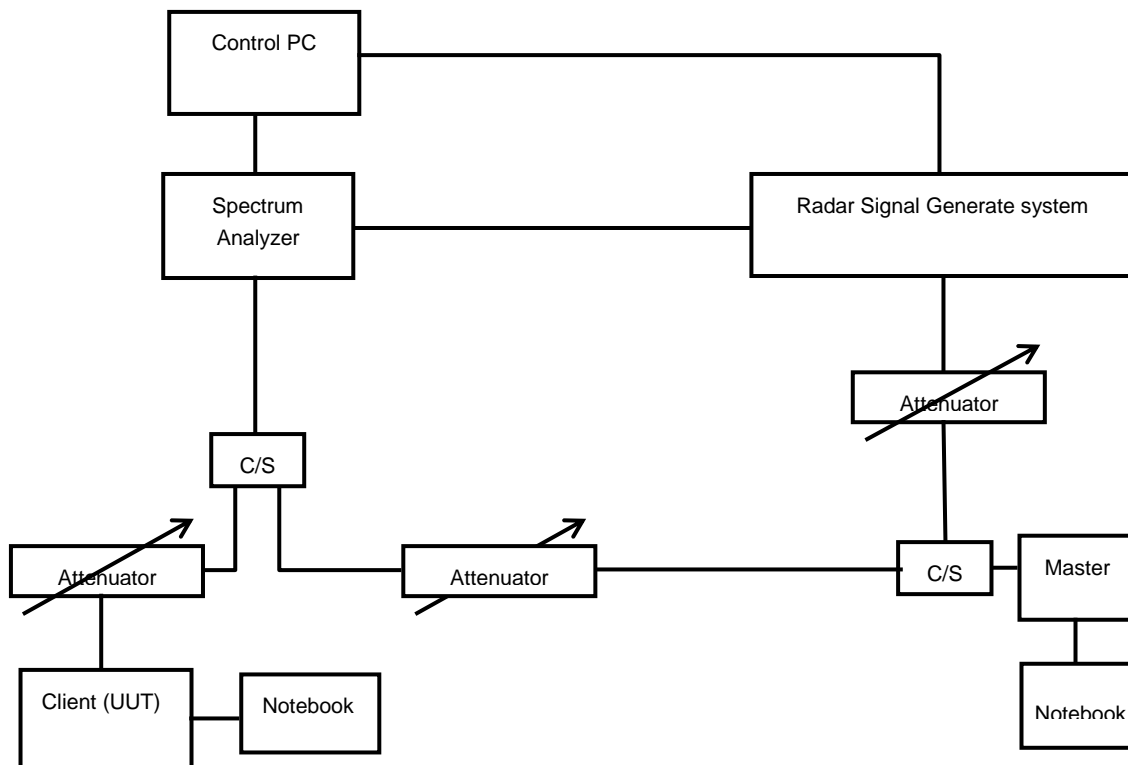 Control PC
Spectrum
Analyzer
Radar Signal Generate system
Attenuator
C/S
Attenuator
Attenuator
C/S
Master
Client (UUT)
Notebook
Notebook